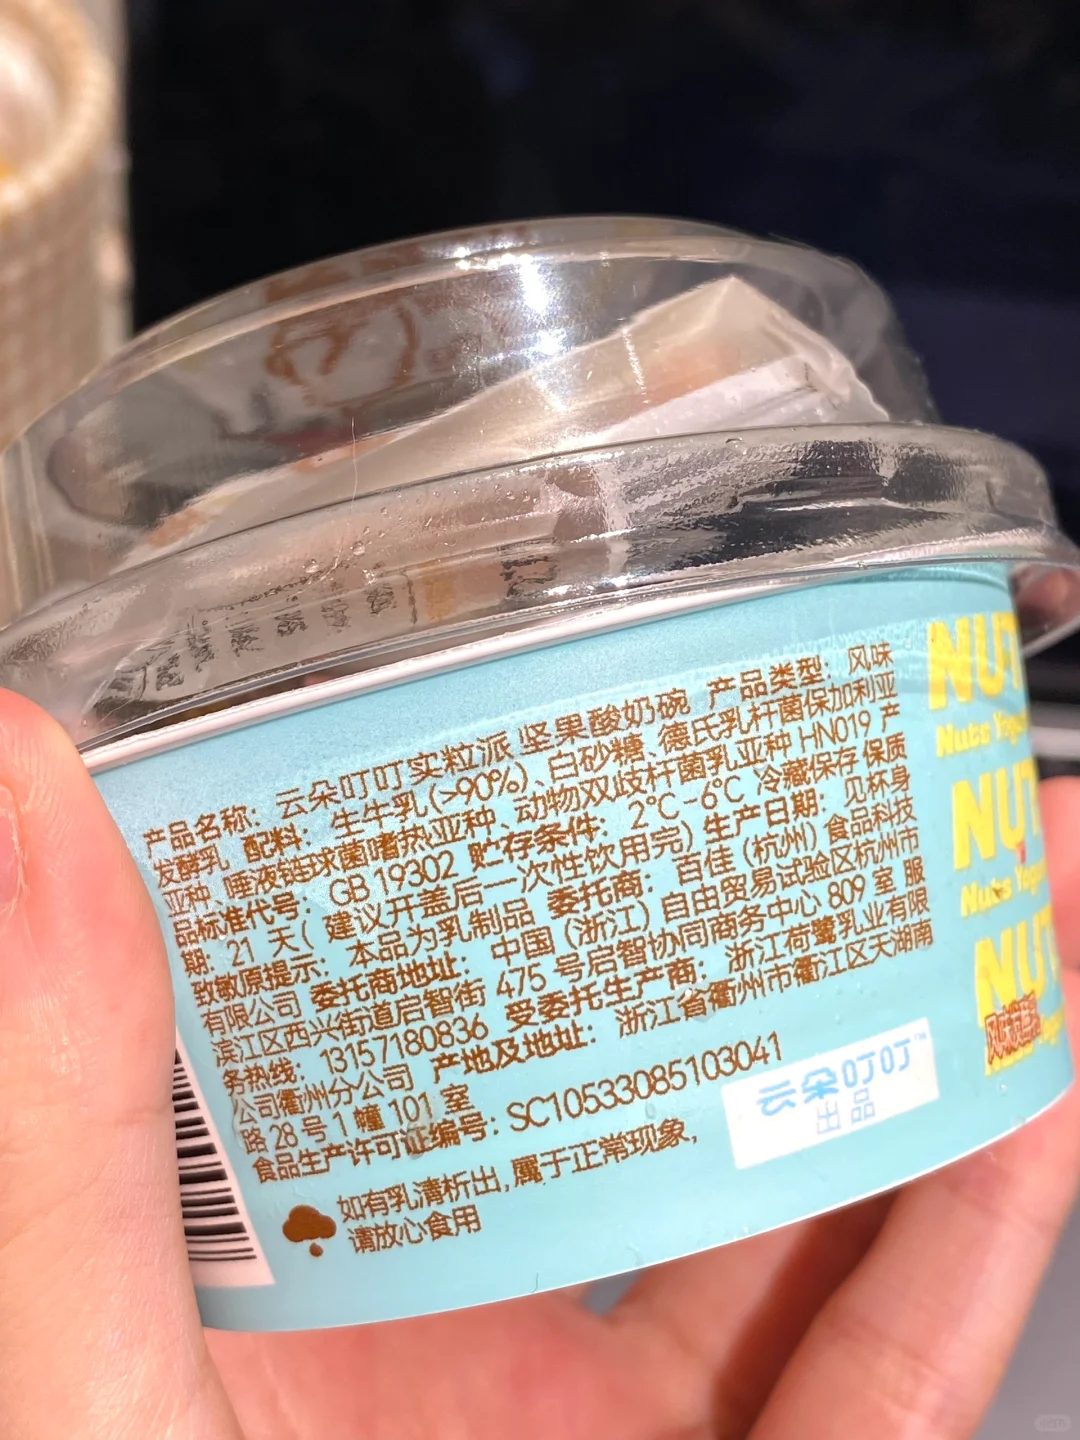 产品名称：云朵叮叮实粒派 坚果酸奶碗 产品类型：风味
发酵乳 配料：生牛乳(>90%)、白砂糖、德氏乳杆菌保加利亚
亚种、唾液链球菌嗜热亚种、动物双歧杆菌乳亚种 HN019 产
品标准代号：GB 19302 贮存条件：2℃-6℃ 冷藏保存 保质
期：21 天( 建议开盖后一次性饮用完) 生产日期：见杯身
致敏原提示：本品为乳制品 委托商：百佳（杭州）食品科技
有限公司 委托商地址：中国（浙江）自由贸易试验区杭州市
滨江区西兴街道启智街 475 号启智协同商务中心 809 室 服
务热线：13157180836 受委托生产商：浙江荷鹭乳业有限
公司衢州分公司 产地及地址：浙江省衢州市衢江区天湖南
路 28 号 1 幢 101 室
食品生产许可证编号：SC10533085103041
如有乳清析出,属于正常现象,
请放心食用
云朵叮叮™
出品
NUT
Nuts
NUT
Nuts
NUT